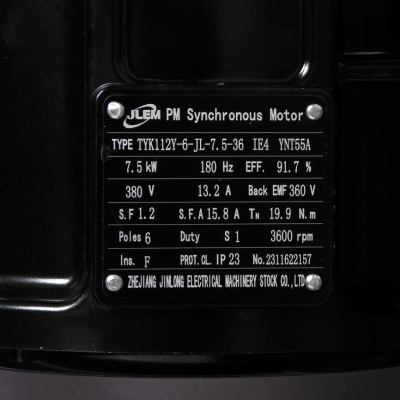 JLEM PM Synchronous Motor
TYPE TYK112Y-6-JL-7.5-36 IE4 YNT55A
7.5 kW 180 Hz EFF. 91.7%
380 V 13.2 A Back EMF 360 V
S.F 1.2 S.F.A 15.8 A TN 19.9 N.m
Poles 6 Duty S 1 3600 rpm
Ins. F PROT.CL. IP 23 No. 2311622157
ZHEJIANG JINLONG ELECTRICAL MACHINERY STOCK CO.,LTD